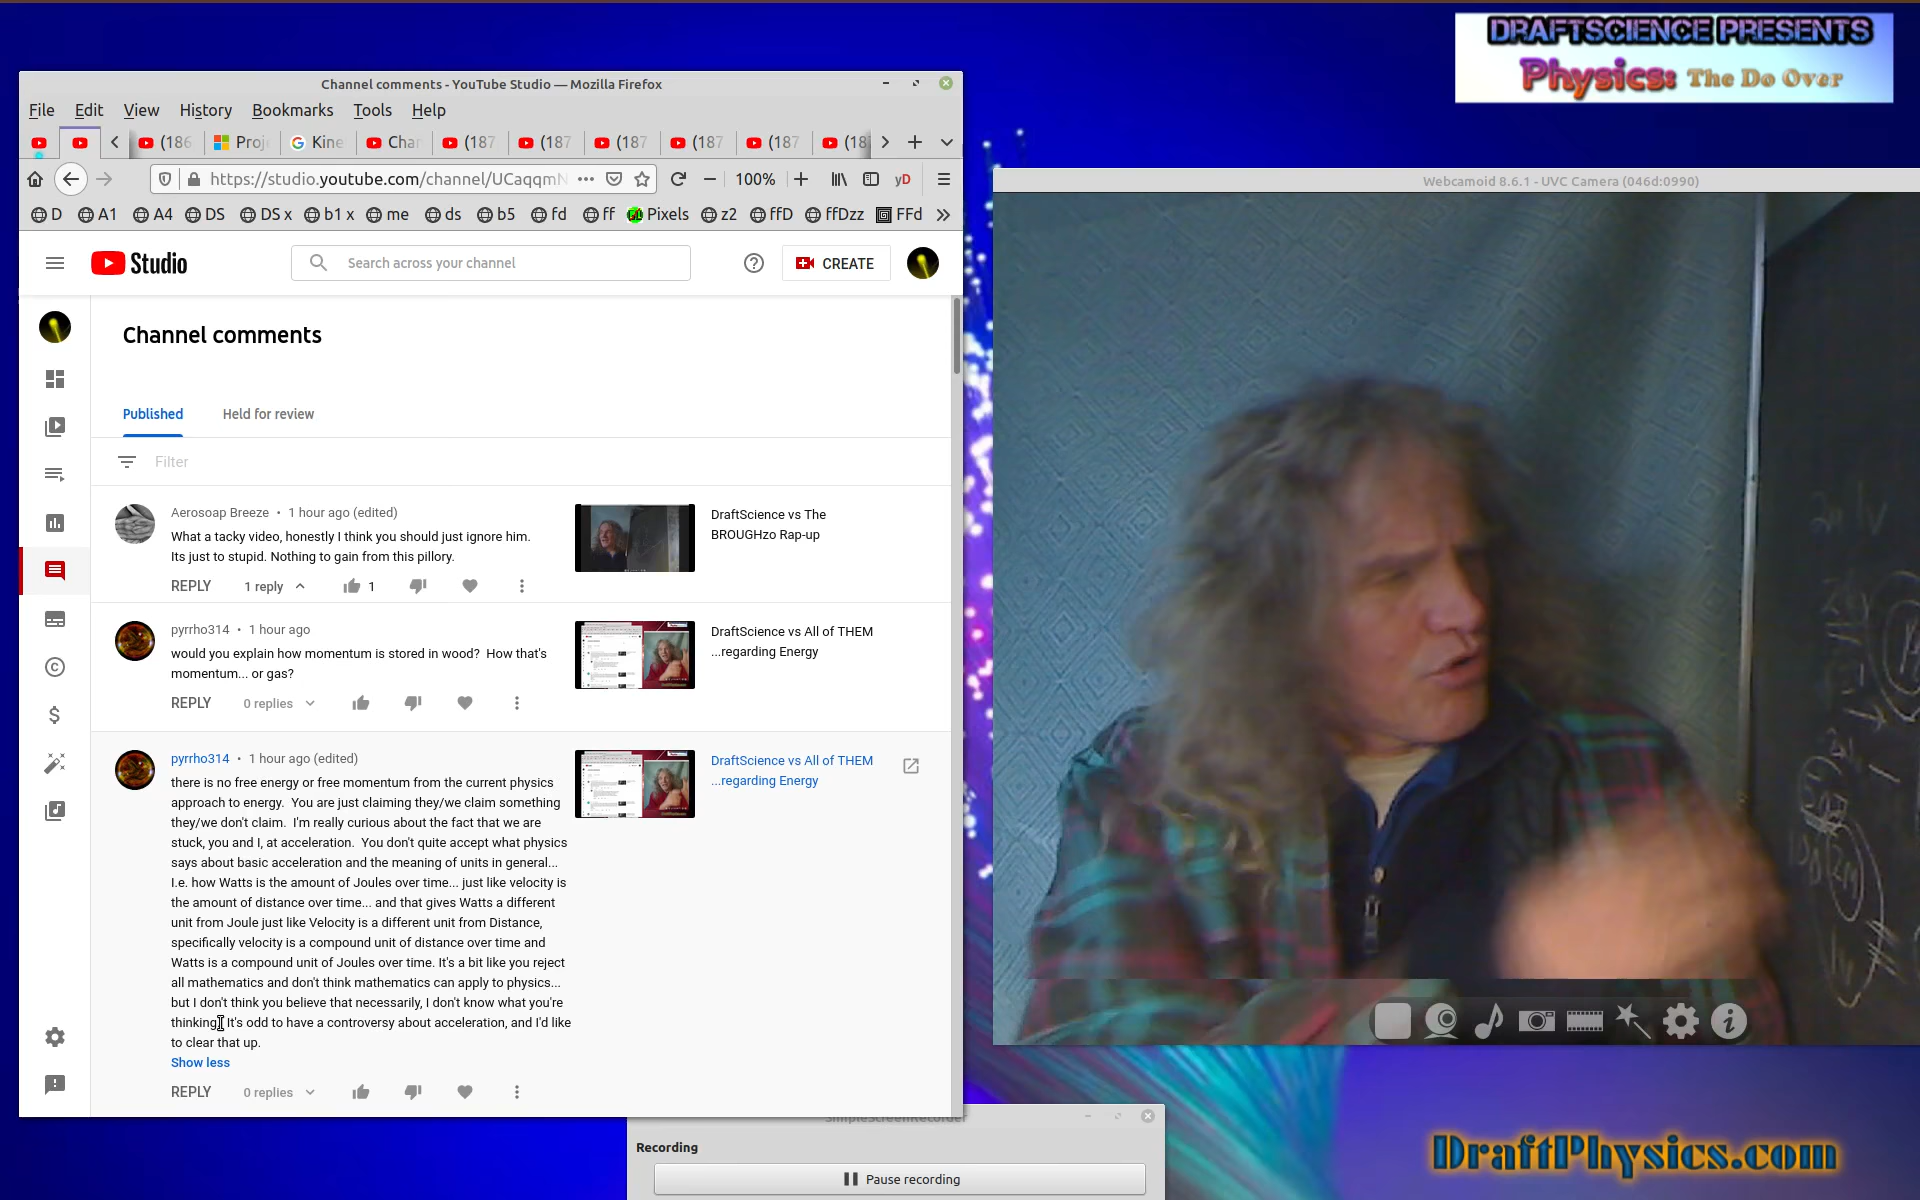 DRAFTSCIENCE PRESENTS
Physics: The Do Over
Channel comments - YouTube Studio — Mozilla Firefox
File Edit View History Bookmarks Tools Help
(186 Proj Kine Chan (187 (187 (187 (187 (187 (18
https://studio.youtube.com/channel/UCaqqmN ••• 100% yD
D A1 A4 DS DS x b1 x me ds b5 fd ff Pixels z2 ffD ffDzz FFd
Studio
Search across your channel
CREATE
Channel comments
Published Held for review
Filter
Aerosoap Breeze • 1 hour ago (edited)
What a tacky video, honestly I think you should just ignore him.
Its just to stupid. Nothing to gain from this pillory.
REPLY 1 reply 1
DraftScience vs The
BROUGHzo Rap-up
pyrrho314 • 1 hour ago
would you explain how momentum is stored in wood? How that's
momentum... or gas?
REPLY 0 replies
DraftScience vs All of THEM
...regarding Energy
pyrrho314 • 1 hour ago (edited)
there is no free energy or free momentum from the current physics
approach to energy. You are just claiming they/we claim something
they/we don't claim. I'm really curious about the fact that we are
stuck, you and I, at acceleration. You don't quite accept what physics
says about basic acceleration and the meaning of units in general...
I.e. how Watts is the amount of Joules over time... just like velocity is
the amount of distance over time... and that gives Watts a different
unit from Joule just like Velocity is a different unit from Distance,
specifically velocity is a compound unit of distance over time and
Watts is a compound unit of Joules over time. It's a bit like you reject
all mathematics and don't think mathematics can apply to physics...
but I don't think you believe that necessarily, I don't know what you're
thinking. It's odd to have a controversy about acceleration, and I'd like
to clear that up.
Show less
REPLY 0 replies
DraftScience vs All of THEM
...regarding Energy
Webcamoid 8.6.1 - UVC Camera (046d:0990)
SimpleScreenRecorder
Recording
Pause recording
DraftPhysics.com